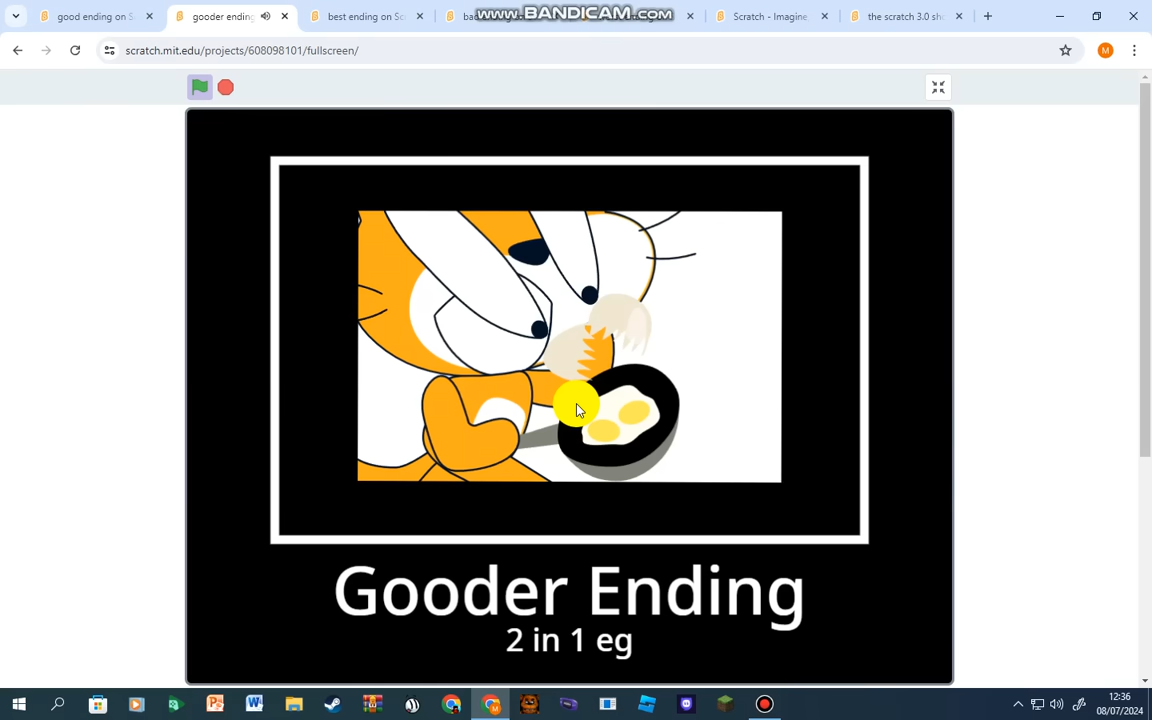 www.BANDICAM.com
good ending on S
gooder ending
best ending on Sc
ba
Scratch - Imagine,
the scratch 3.0 sh
scratch.mit.edu/projects/608098101/fullscreen/
M
Gooder Ending
2 in 1 eg
12:36
08/07/2024